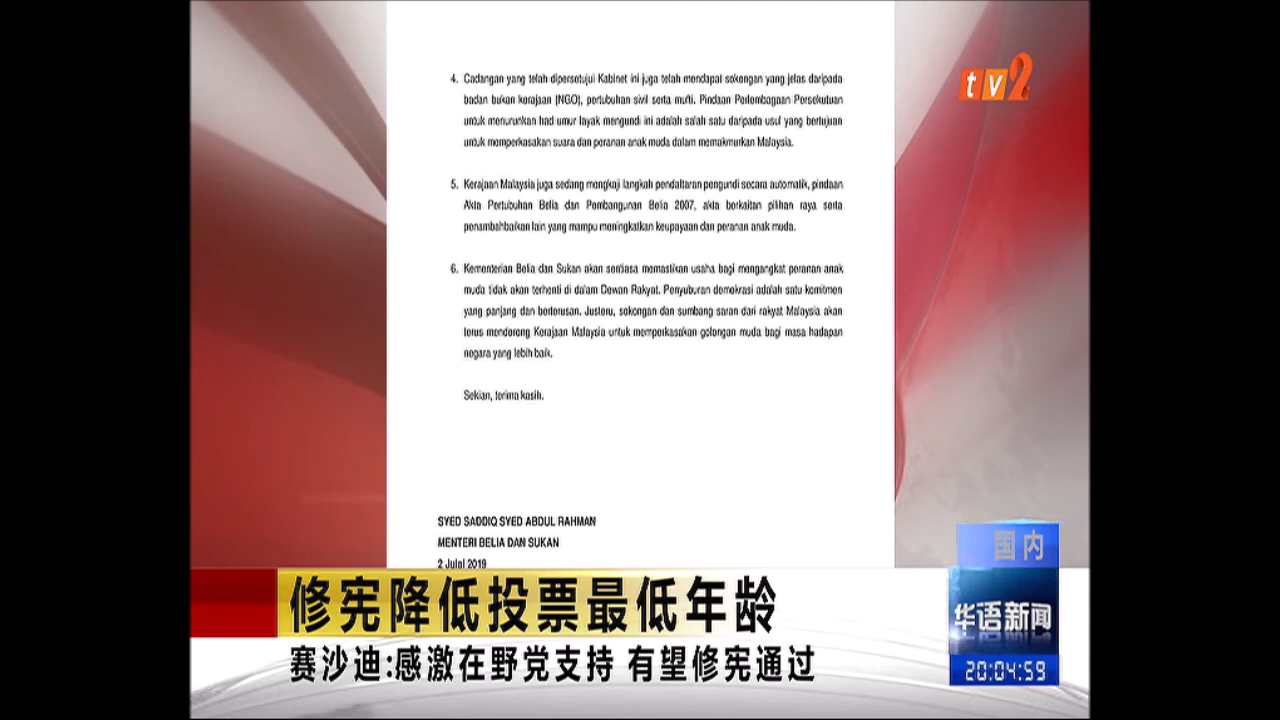 tv2
4. Cadangan yang telah dipersetujui Kabinet ini juga telah mendapat sokongan yang jelas daripada
badan bukan kerajaan (NGO), pertubuhan sivil serta mufti. Pindaan Perlembagaan Persekutuan
untuk menurunkan had umur layak mengundi ini adalah salah satu daripada usul yang bertujuan
untuk memperkasakan suara dan peranan anak muda dalam memakmurkan Malaysia.
5. Kerajaan Malaysia juga sedang mengkaji langkah pendaftaran pengundi secara automatik, pindaan
Akta Pertubuhan Belia dan Pembangunan Belia 2007, akta berkaitan pilihan raya serta
penambahbaikan lain yang mampu meningkatkan keupayaan dan peranan anak muda.
6. Kementerian Belia dan Sukan akan sentiasa memastikan usaha bagi mengangkat peranan anak
muda tidak akan terhenti di dalam Dewan Rakyat. Penyuburan demokrasi adalah satu komitmen
yang panjang dan berterusan. Justeru, sokongan dan sumbang saran dari rakyat Malaysia akan
terus mendorong Kerajaan Malaysia untuk memperkasakan golongan muda bagi masa hadapan
negara yang lebih baik.
Sekian, terima kasih.
SYED SADDIQ SYED ABDUL RAHMAN
MENTERI BELIA DAN SUKAN
2 Julai 2019
国内
华语新闻
20:04:59
修宪降低投票最低年龄
赛沙迪:感激在野党支持 有望修宪通过